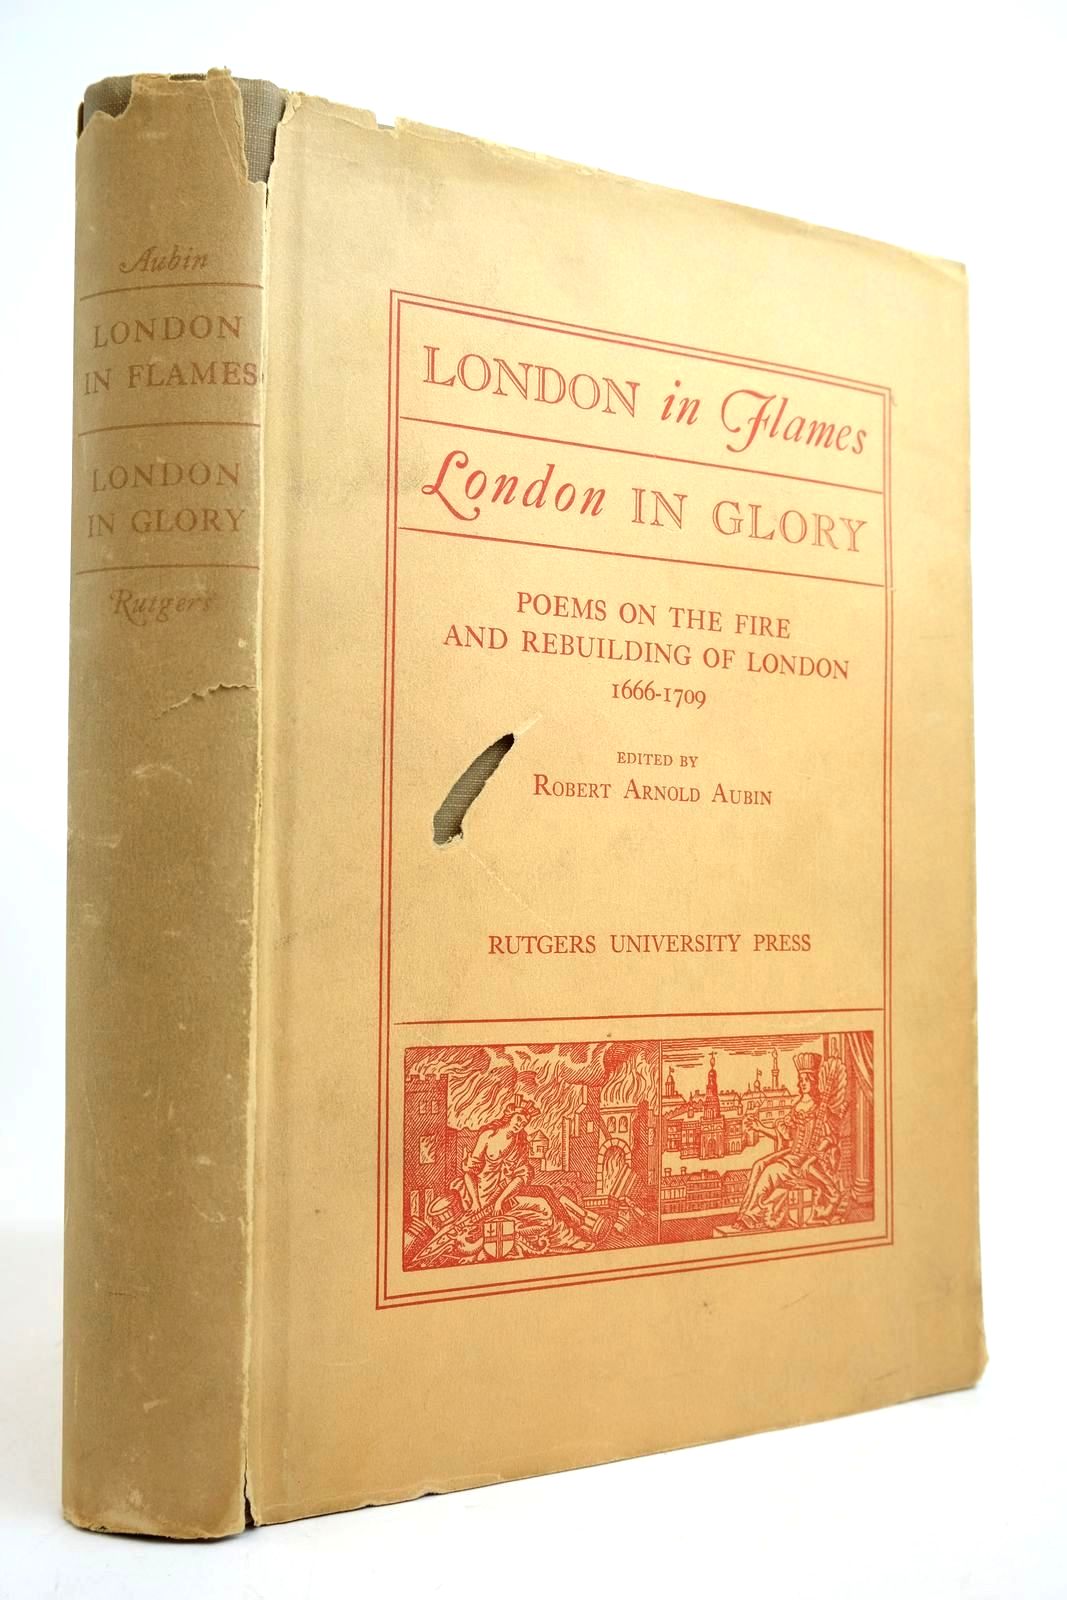 Aubin
LONDON
IN FLAMES
LONDON
IN GLORY
Rutgers
LONDON in Flames
London IN GLORY
POEMS ON THE FIRE
AND REBUILDING OF LONDON
1666-1709
EDITED BY
ROBERT ARNOLD AUBIN
RUTGERS UNIVERSITY PRESS